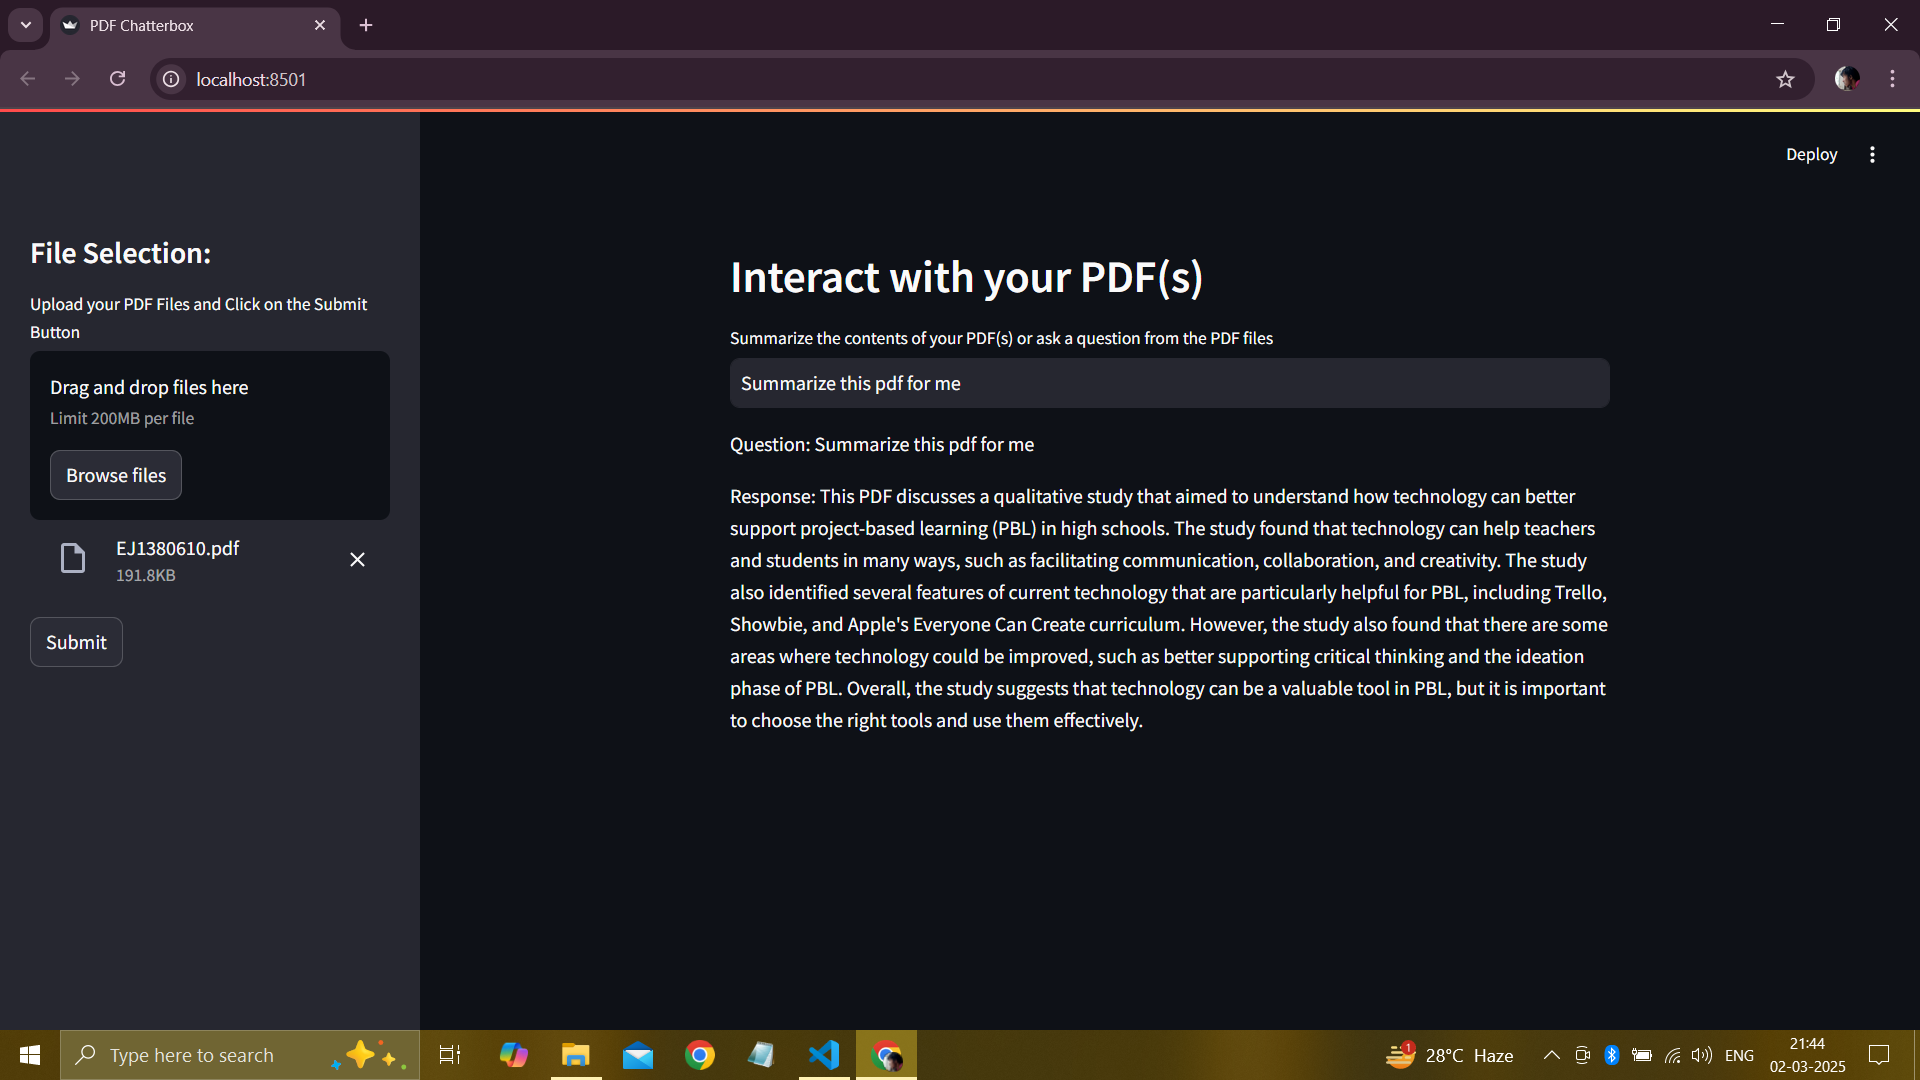 PDF Chatterbox
localhost:8501
Deploy
File Selection:
Upload your PDF Files and Click on the Submit
Button
Drag and drop files here
Limit 200MB per file
Browse files
EJ1380610.pdf
191.8KB
Submit
Interact with your PDF(s)
Summarize the contents of your PDF(s) or ask a question from the PDF files
Summarize this pdf for me
Question: Summarize this pdf for me
Response: This PDF discusses a qualitative study that aimed to understand how technology can better
support project-based learning (PBL) in high schools. The study found that technology can help teachers
and students in many ways, such as facilitating communication, collaboration, and creativity. The study
also identified several features of current technology that are particularly helpful for PBL, including Trello,
Showbie, and Apple's Everyone Can Create curriculum. However, the study also found that there are some
areas where technology could be improved, such as better supporting critical thinking and the ideation
phase of PBL. Overall, the study suggests that technology can be a valuable tool in PBL, but it is important
to choose the right tools and use them effectively.
Type here to search
1
28°C Haze
ENG
21:44
02-03-2025